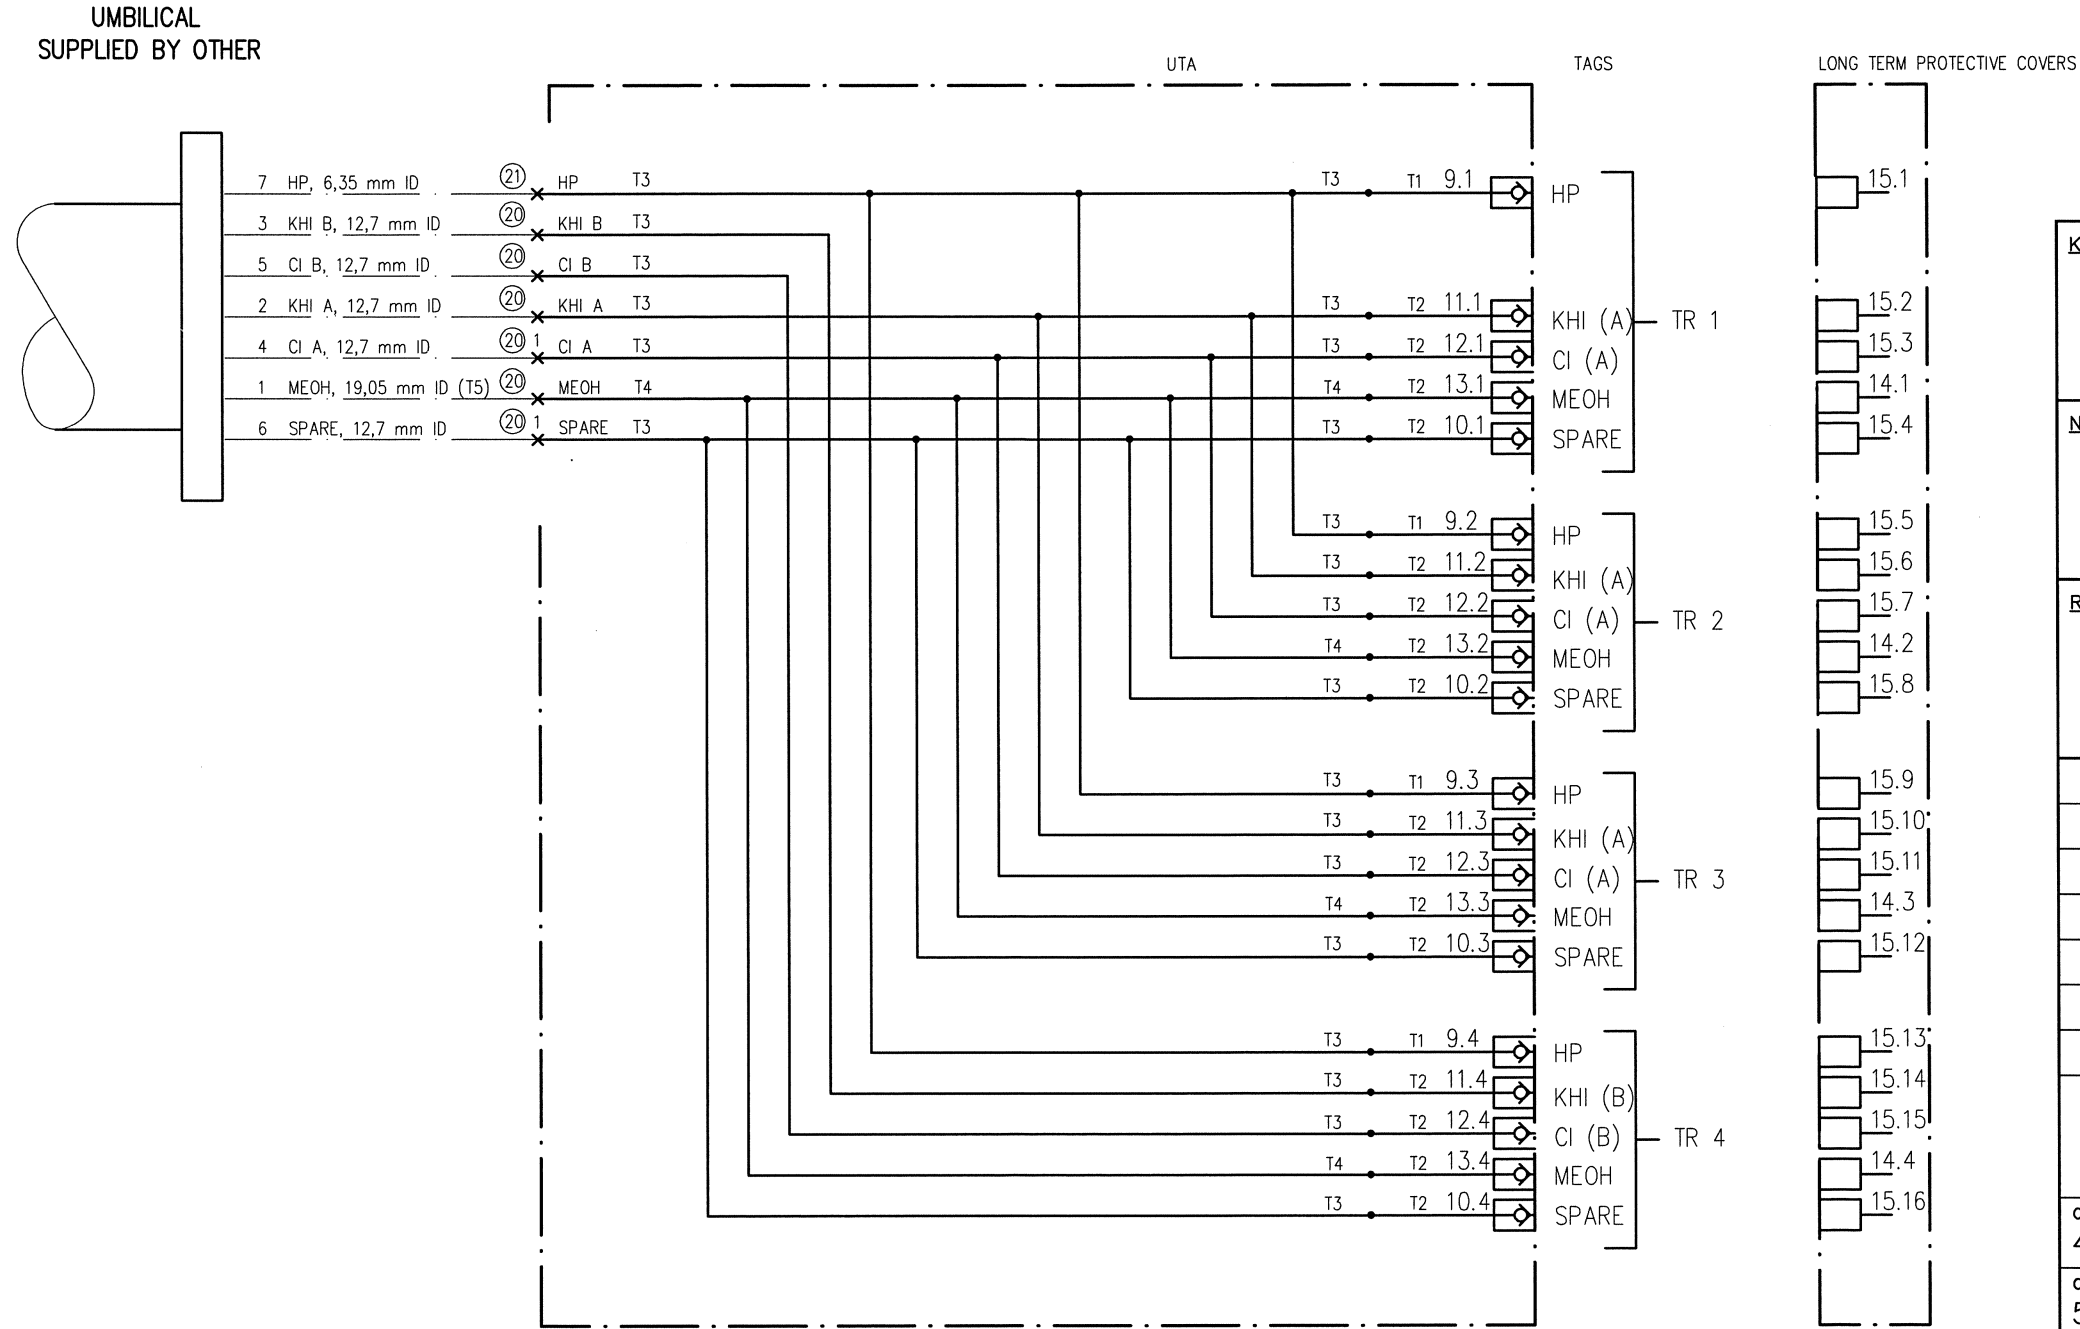 UMBILICAL
SUPPLIED BY OTHER
UTA
TAGS
LONG TERM PROTECTIVE COVERS
7 HP, 6,35 mm ID 21 HP T3 T3 T1 9.1 HP 15.1
3 KHI B, 12,7 mm ID 20 KHI B T3
5 CI B, 12,7 mm ID 20 CI B T3
2 KHI A, 12,7 mm ID 20 KHI A T3 T3 T2 11.1 KHI (A) 15.2
TR 1
4 CI A, 12,7 mm ID 20 1 CI A T3 T3 T2 12.1 CI (A) 15.3
1 MEOH, 19,05 mm ID (T5) 20 MEOH T4 T4 T2 13.1 MEOH 14.1
6 SPARE, 12,7 mm ID 20 1 SPARE T3 T3 T2 10.1 SPARE 15.4
T3 T1 9.2 HP 15.5
T3 T2 11.2 KHI (A) 15.6
T3 T2 12.2 CI (A) TR 2 15.7
T4 T2 13.2 MEOH 14.2
T3 T2 10.2 SPARE 15.8
T3 T1 9.3 HP 15.9
T3 T2 11.3 KHI (A) 15.10
T3 T2 12.3 CI (A) TR 3 15.11
T4 T2 13.3 MEOH 14.3
T3 T2 10.3 SPARE 15.12
T3 T1 9.4 HP 15.13
T3 T2 11.4 KHI (B) 15.14
T3 T2 12.4 CI (B) TR 4 15.15
T4 T2 13.4 MEOH 14.4
T3 T2 10.4 SPARE 15.16